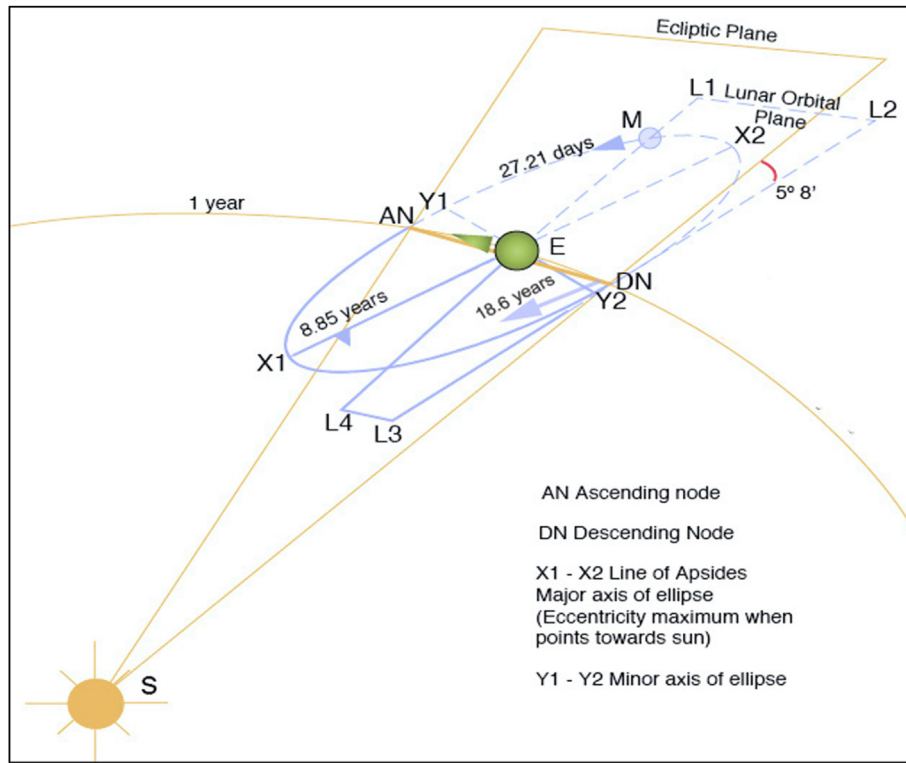 Ecliptic Plane
L1
Lunar Orbital
Plane
L2
M
X2
27.21 days
5º 8'
1 year
AN
Y1
E
DN
Y2
18.6 years
8.85 years
X1
L4
L3
AN Ascending node
DN Descending Node
X1 - X2 Line of Apsides
Major axis of ellipse
(Eccentricity maximum when
points towards sun)
Y1 - Y2 Minor axis of ellipse
S